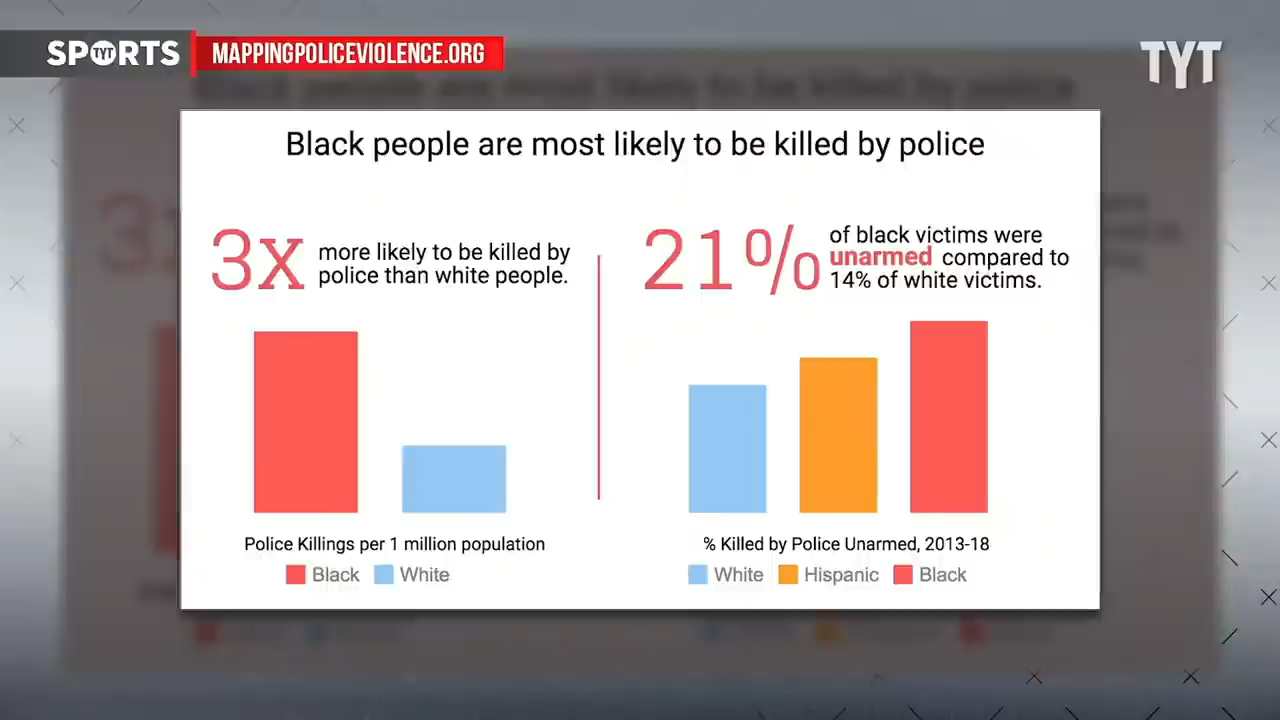 SPORTS
TYT
MAPPINGPOLICEVIOLENCE.ORG
TYT
Black people are most likely to be killed by police
3x
more likely to be killed by
police than white people.
21%
of black victims were
unarmed compared to
14% of white victims.
Police Killings per 1 million population
Black White
% Killed by Police Unarmed, 2013-18
White Hispanic Black